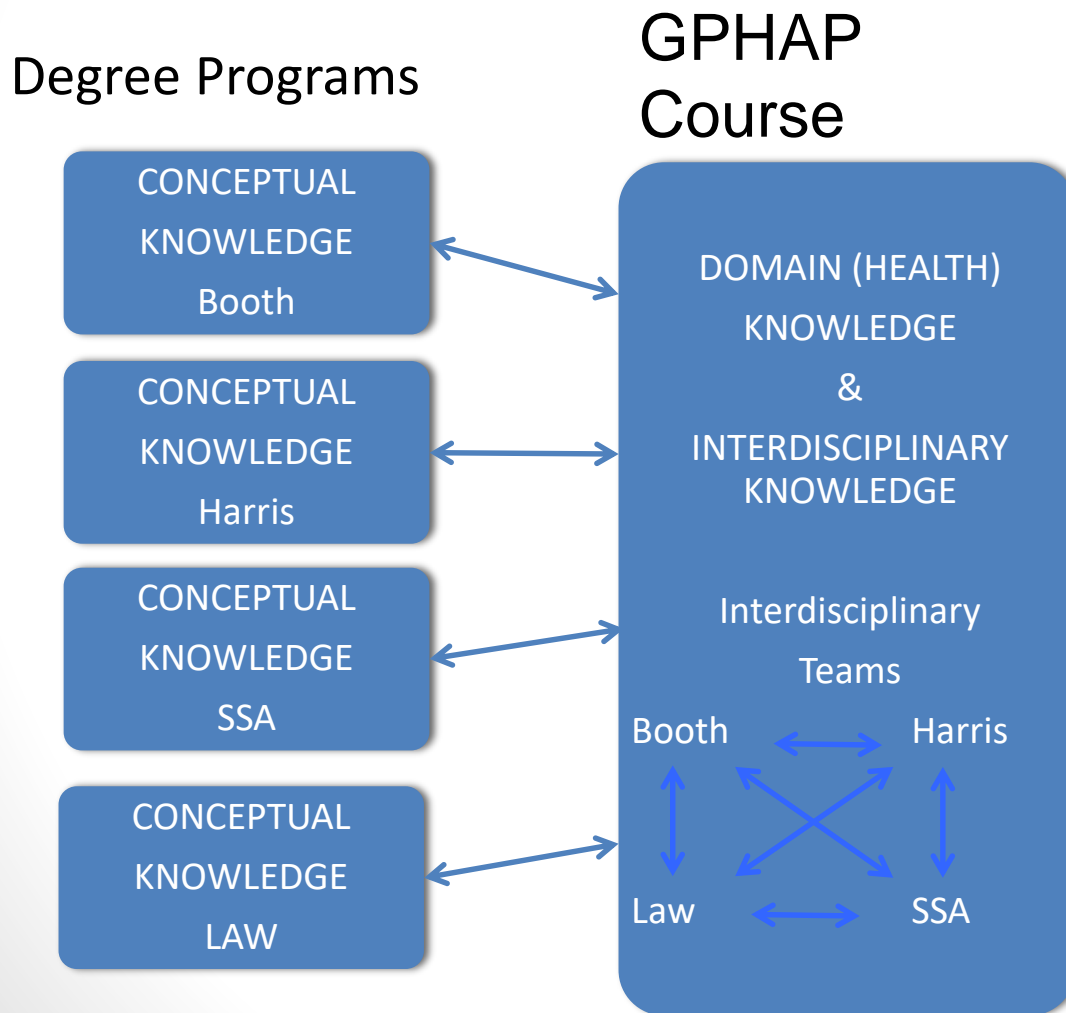 Degree Programs
GPHAP
Course
CONCEPTUAL
KNOWLEDGE
Booth
CONCEPTUAL
KNOWLEDGE
Harris
CONCEPTUAL
KNOWLEDGE
SSA
CONCEPTUAL
KNOWLEDGE
LAW
DOMAIN (HEALTH)
KNOWLEDGE
&
INTERDISCIPLINARY
KNOWLEDGE
Interdisciplinary
Teams
Booth Harris
Law SSA